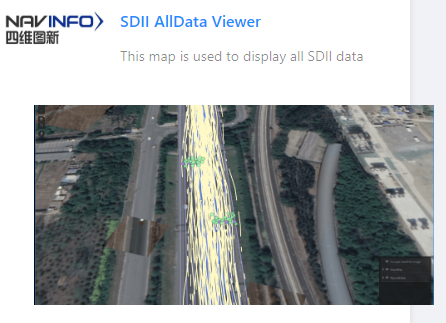 NAVINFO
四维图新
SDII AllData Viewer
This map is used to display all SDII data